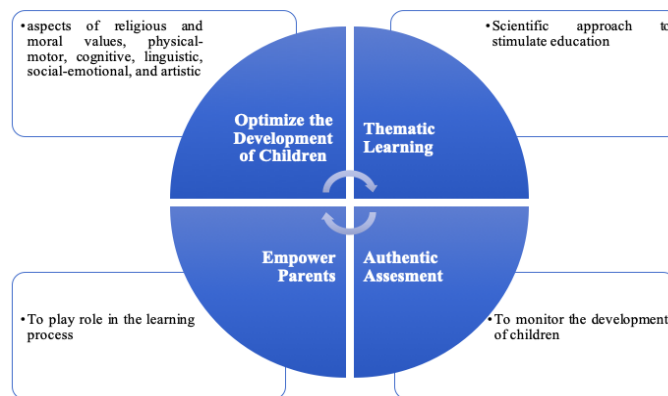 •aspects of religious and
moral values, physical-
motor, cognitive, linguistic,
social-emotional, and artistic
•Scientific approach to
stimulate education
Optimize the
Development
of Children
Thematic
Learning
Empower
Parents
Authentic
Assesment
•To play role in the learning
process
•To monitor the development
of children